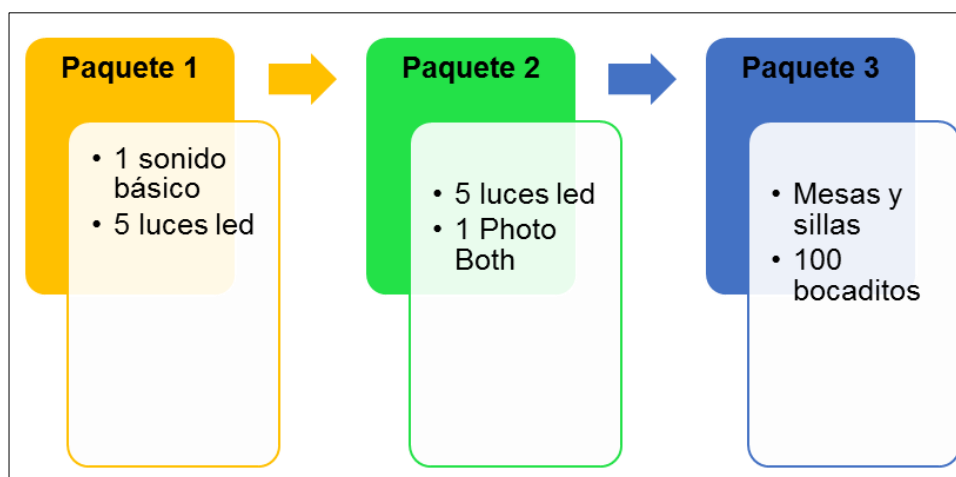 Paquete 1
• 1 sonido
básico
• 5 luces led
Paquete 2
• 5 luces led
• 1 Photo
Both
Paquete 3
• Mesas y
sillas
• 100
bocaditos